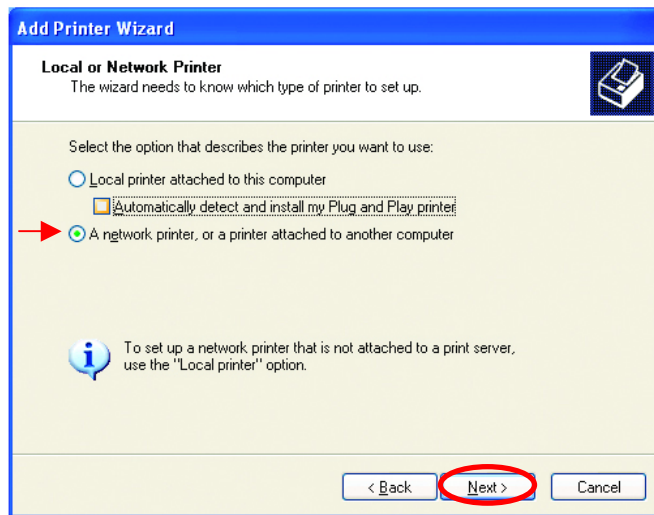 Add Printer Wizard
Local or Network Printer
The wizard needs to know which type of printer to set up.
Select the option that describes the printer you want to use:
Local printer attached to this computer
Automatically detect and install my Plug and Play printer
A network printer, or a printer attached to another computer
To set up a network printer that is not attached to a print server,
use the "Local printer" option.
< Back
Next >
Cancel